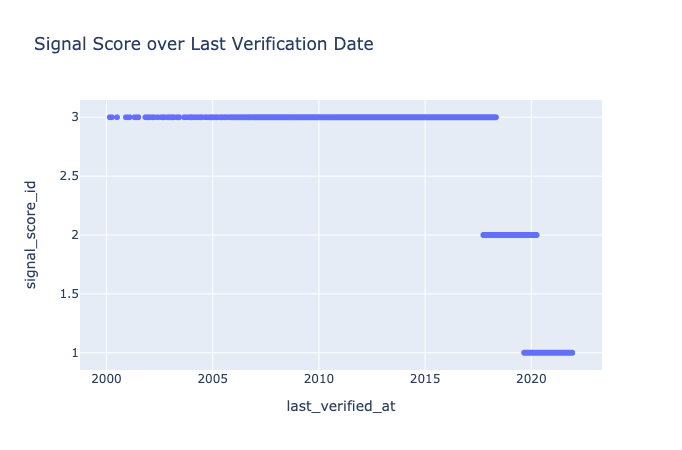 Signal Score over Last Verification Date
3
2.5
2
1.5
1
signal_score_id
2000 2005 2010 2015 2020
last_verified_at